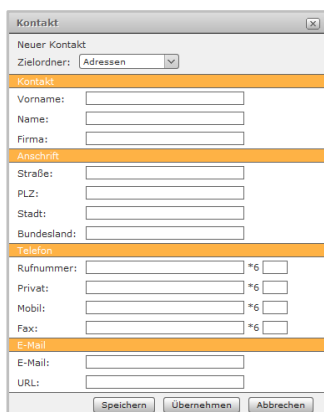 Kontakt
Neuer Kontakt
Zielordner: Adressen
Kontakt
Vorname:
Name:
Firma:
Anschrift
Straße:
PLZ:
Stadt:
Bundesland:
Telefon
Rufnummer: *6
Privat: *6
Mobil: *6
Fax: *6
E-Mail
E-Mail:
URL:
Speichern Übernehmen Abbrechen